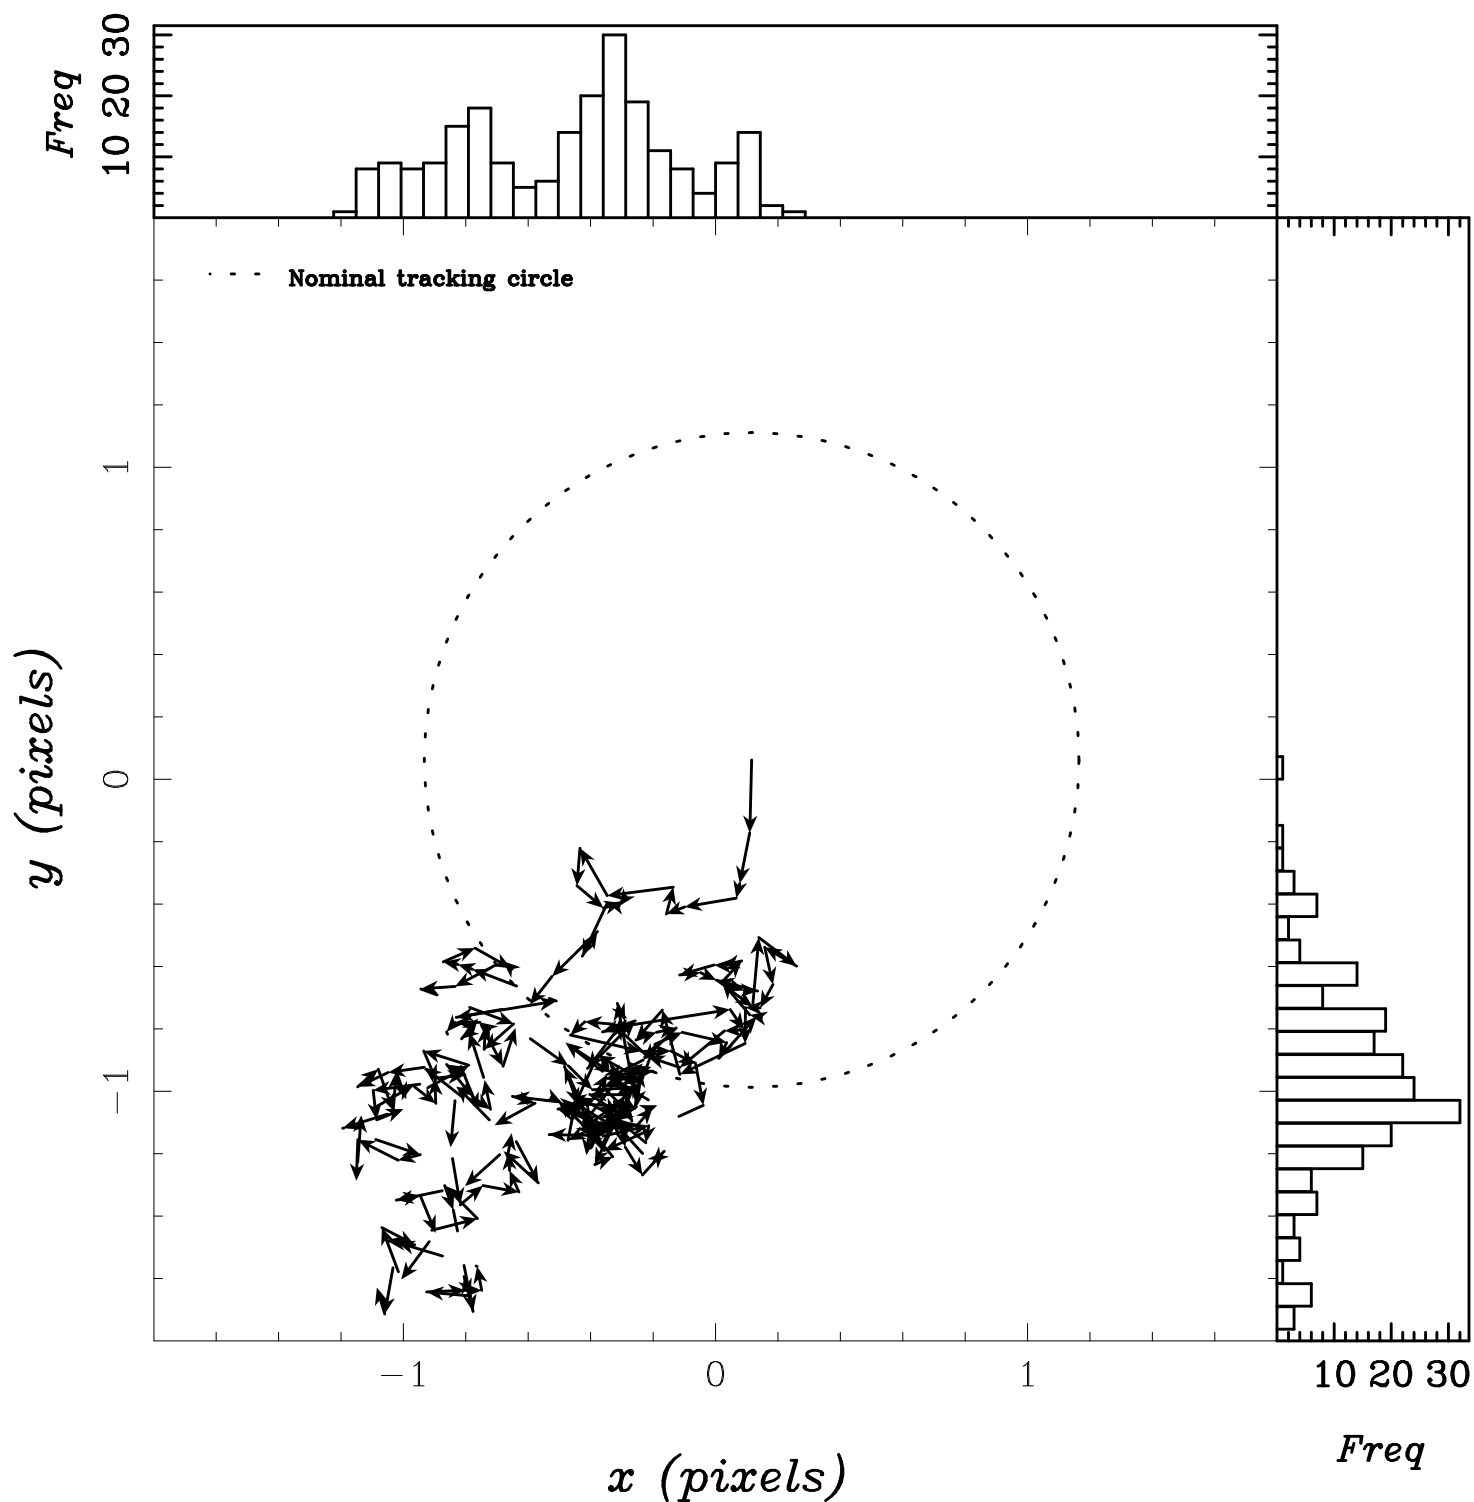 Freq
10 20 30
Nominal tracking circle
y (pixels)
1
0
−1
−1 0 1
x (pixels)
10 20 30
Freq